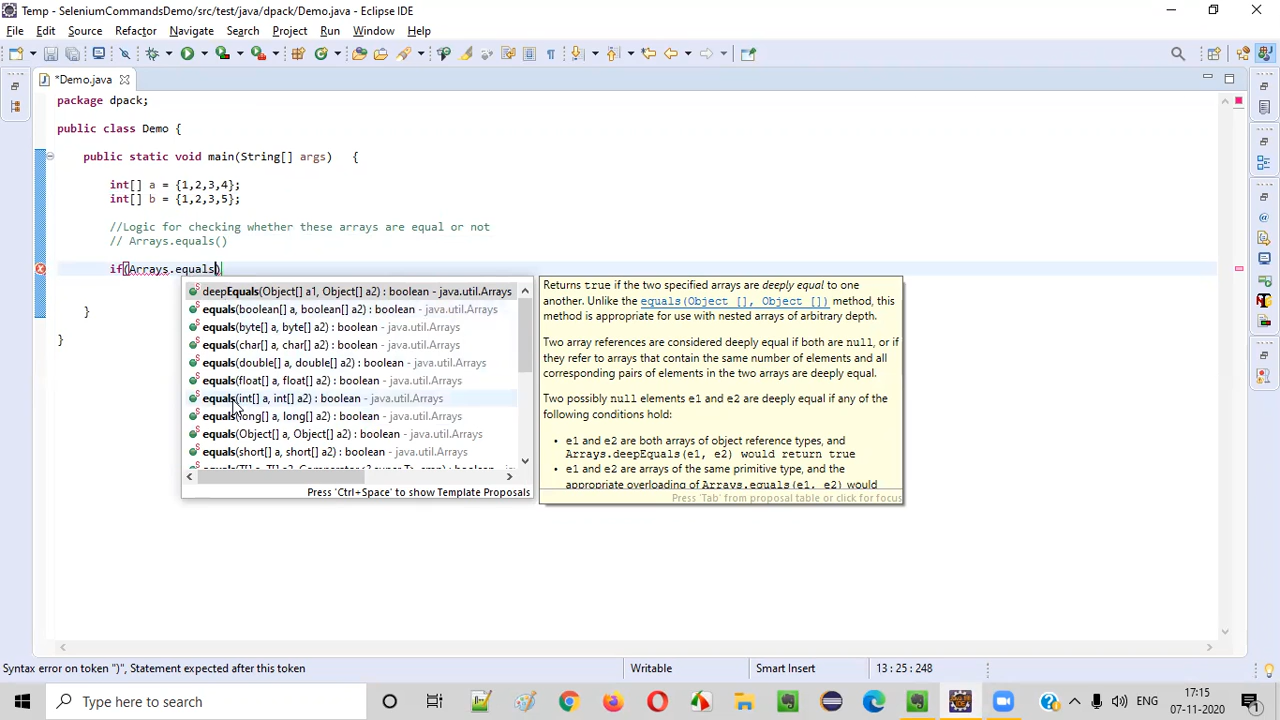 Temp - SeleniumCommandsDemo/src/test/java/dpack/Demo.java - Eclipse IDE
File Edit Source Refactor Navigate Search Project Run Window Help
*Demo.java
package dpack;
public class Demo {
public static void main(String[] args) {
int[] a = {1,2,3,4};
int[] b = {1,2,3,5};
//Logic for checking whether these arrays are equal or not
// Arrays.equals()
if(Arrays.equals)
}
}
deepEquals(Object[] a1, Object[] a2) : boolean - java.util.Arrays
equals(boolean[] a, boolean[] a2) : boolean - java.util.Arrays
equals(byte[] a, byte[] a2) : boolean - java.util.Arrays
equals(char[] a, char[] a2) : boolean - java.util.Arrays
equals(double[] a, double[] a2) : boolean - java.util.Arrays
equals(float[] a, float[] a2) : boolean - java.util.Arrays
equals(int[] a, int[] a2) : boolean - java.util.Arrays
equals(long[] a, long[] a2) : boolean - java.util.Arrays
equals(Object[] a, Object[] a2) : boolean - java.util.Arrays
equals(short[] a, short[] a2) : boolean - java.util.Arrays
Press 'Ctrl+Space' to show Template Proposals
Returns true if the two specified arrays are deeply equal to one
another. Unlike the equals(Object [], Object []) method, this
method is appropriate for use with nested arrays of arbitrary depth.
Two array references are considered deeply equal if both are null, or if
they refer to arrays that contain the same number of elements and all
corresponding pairs of elements in the two arrays are deeply equal.
Two possibly null elements e1 and e2 are deeply equal if any of the
following conditions hold:
• e1 and e2 are both arrays of object reference types, and
Arrays.deepEquals(e1, e2) would return true
• e1 and e2 are arrays of the same primitive type, and the
appropriate overloading of Arrays.equals(e1, e2) would
Press 'Tab' from proposal table or click for focus
Syntax error on token ")", Statement expected after this token
Writable
Smart Insert
13 : 25 : 248
Type here to search
ENG
17:15
07-11-2020